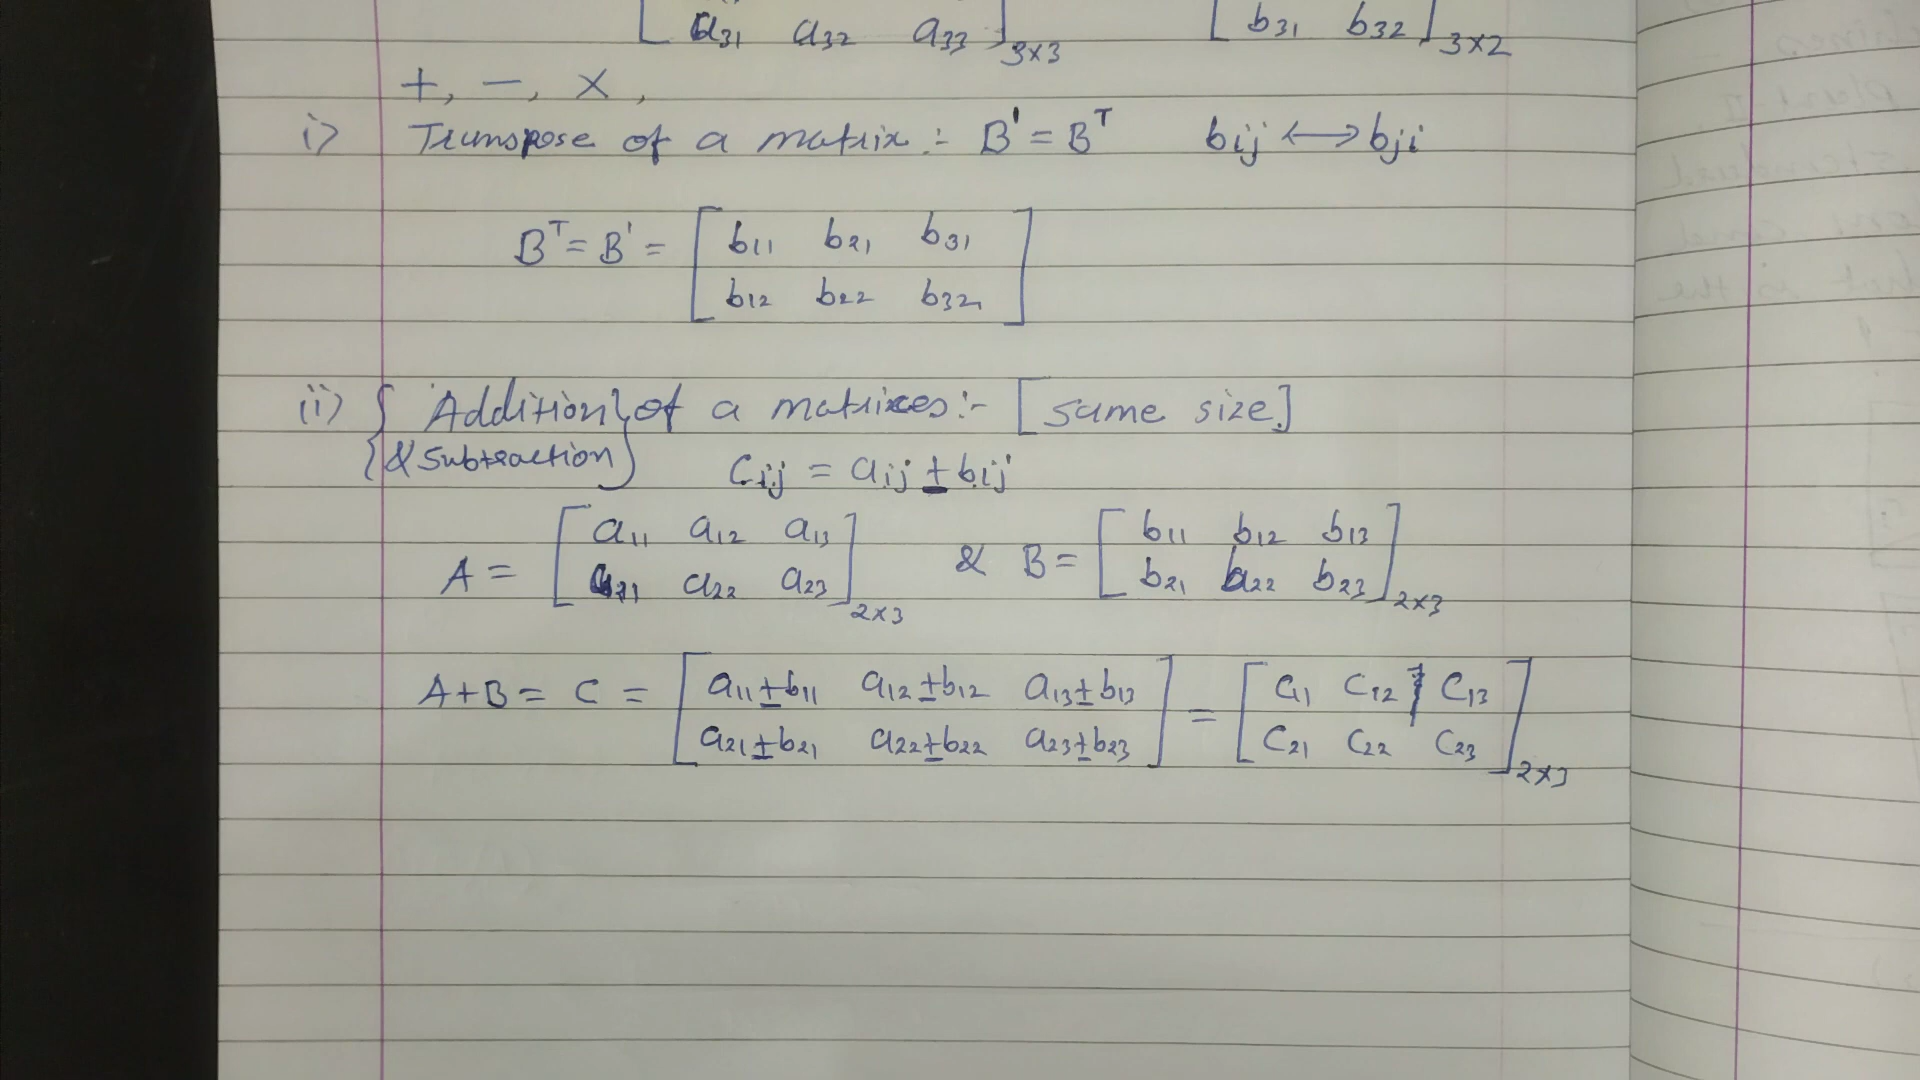 [ a31 a32 a33 ]3×3 [ b31 b32 ]3×2
+, −, ×,
i) Transpose of a matrix :- B' = B^T bij ⟷ bji
B^T = B' = [ b11 b21 b31
b12 b22 b32 ]
ii) { Addition } of a matrixes :- [same size]
{ & Subtraction } Cij = aij ± bij
A = [ a11 a12 a13
a21 a22 a23 ]2×3 & B = [ b11 b12 b13
b21 b22 b23 ]2×3
A+B = C = [ a11±b11 a12±b12 a13±b13
a21±b21 a22±b22 a23±b23 ] = [ C11 C12 C13
C21 C22 C23 ]2×3